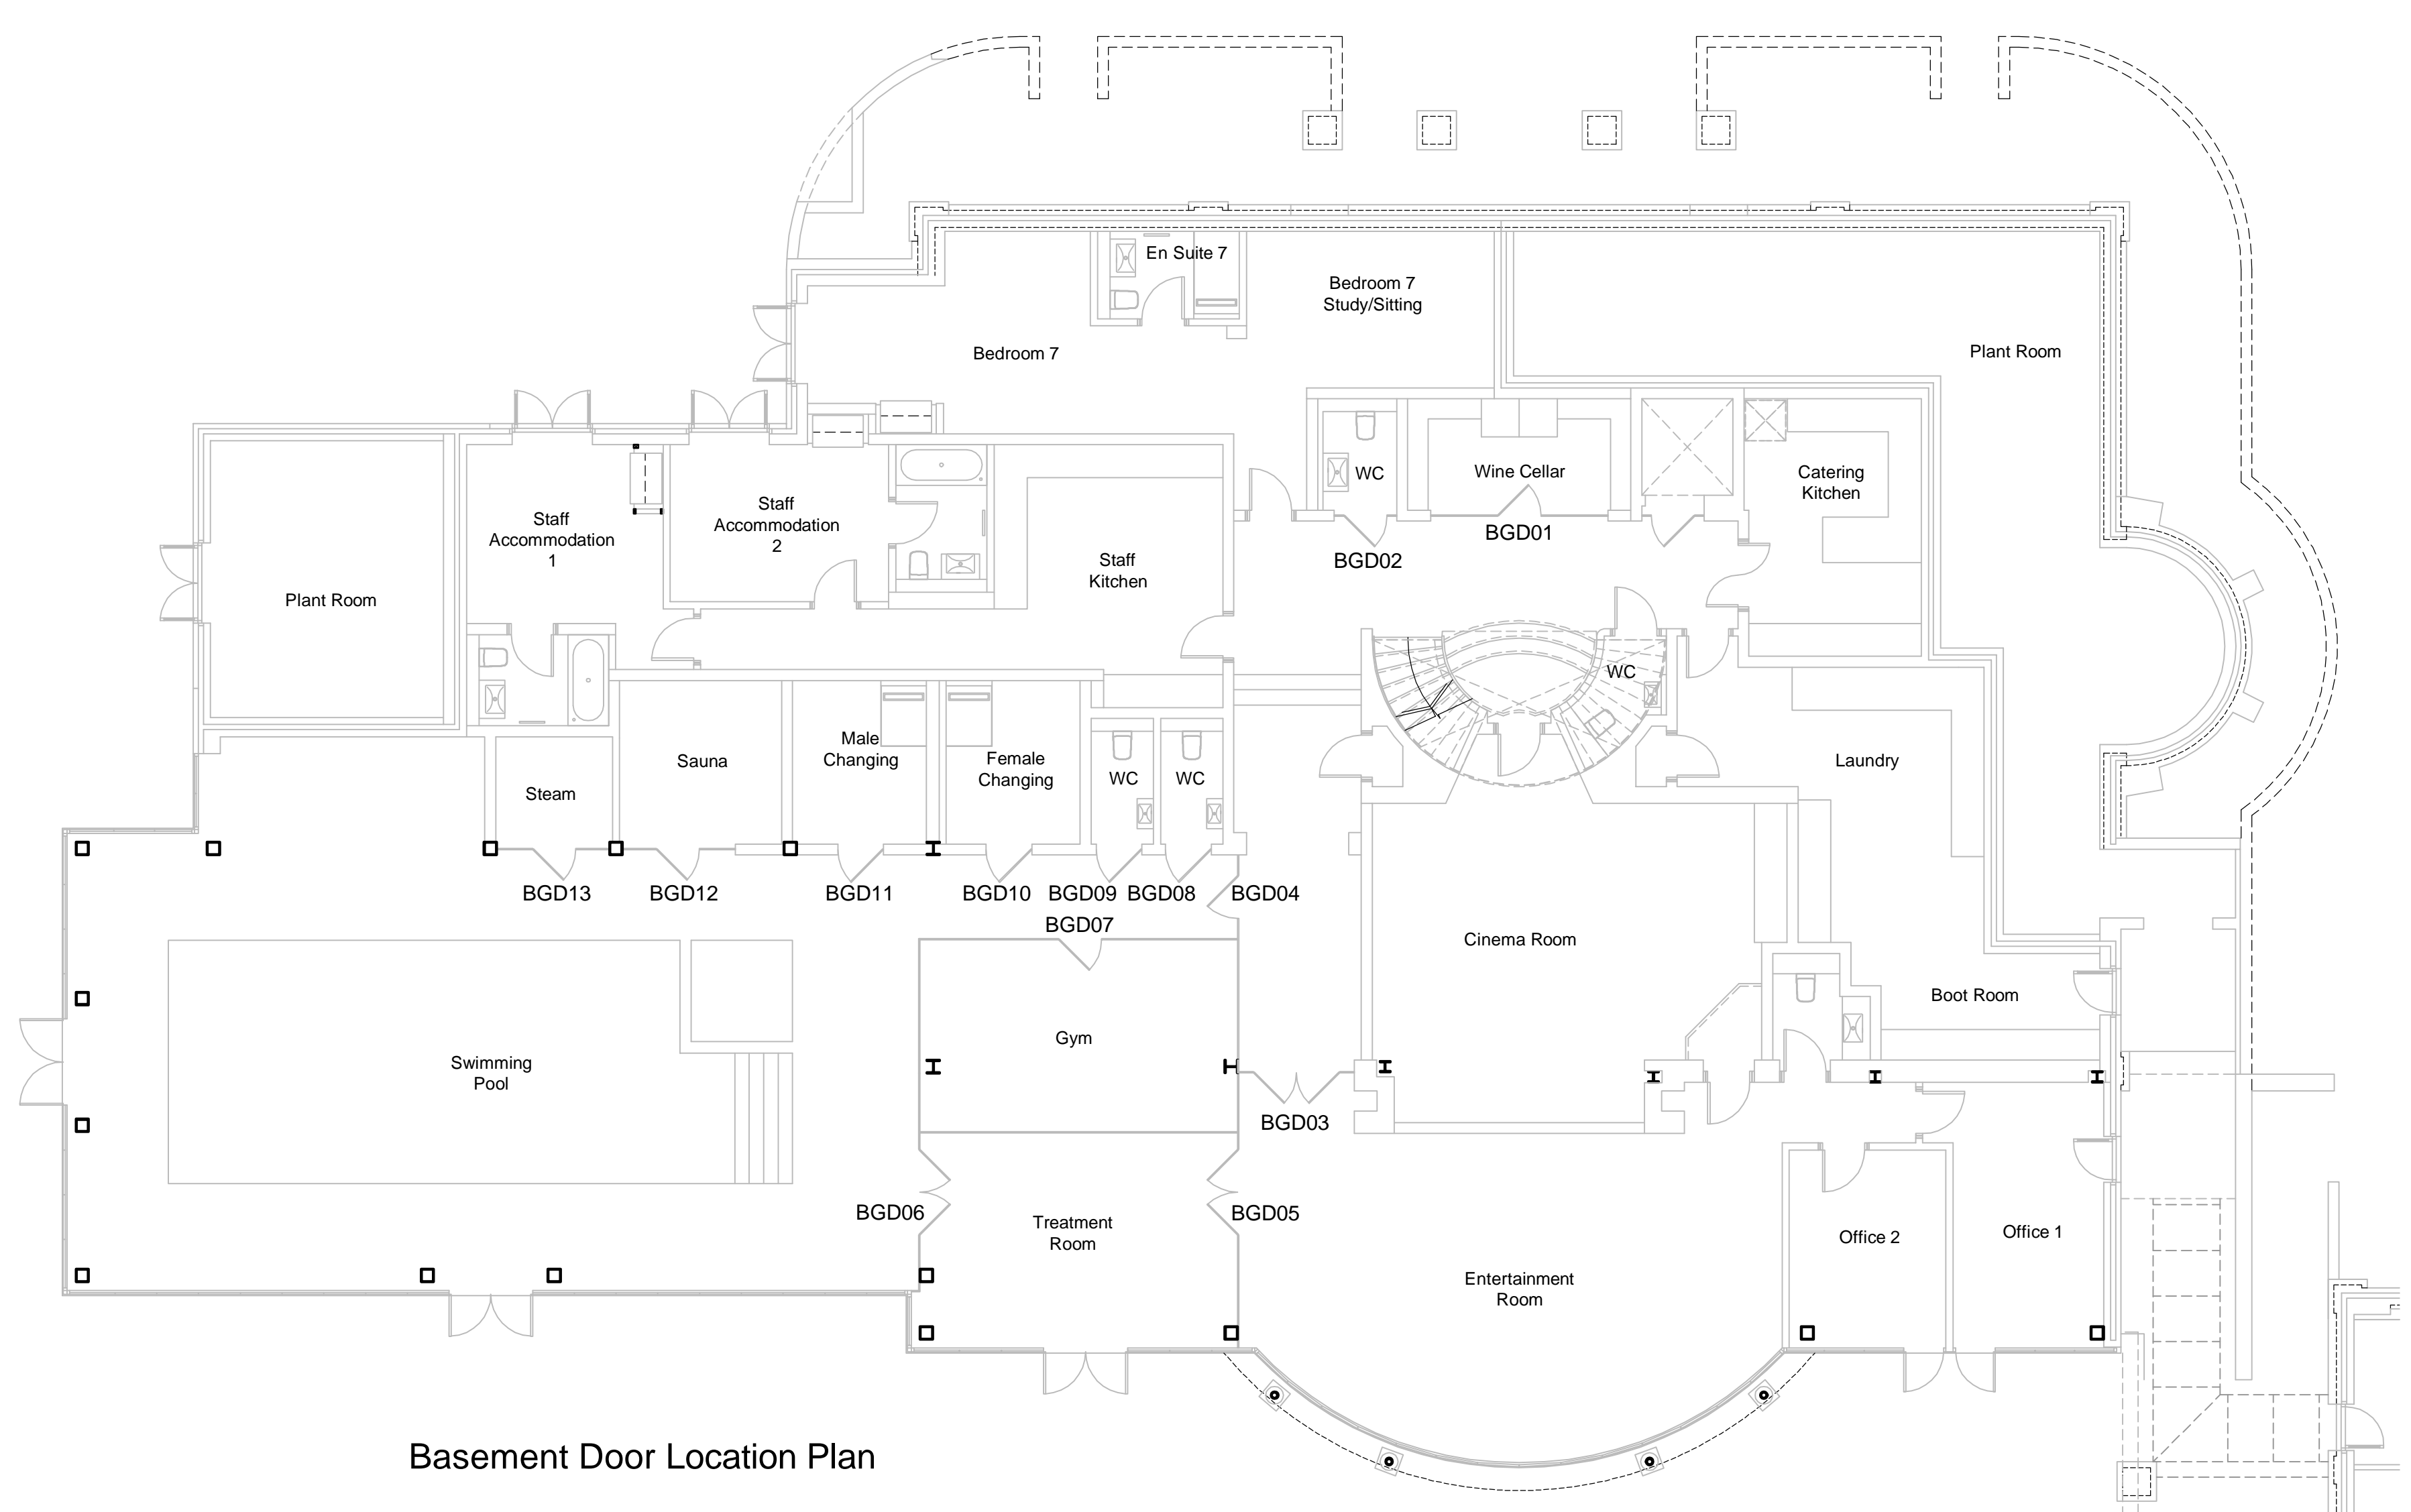 En Suite 7
Bedroom 7
Study/Sitting
Bedroom 7
Plant Room
WC
Wine Cellar
Catering
Kitchen
Staff
Accommodation
1
Staff
Accommodation
2
BGD01
BGD02
Staff
Kitchen
Plant Room
WC
Male
Changing
Female
Changing
Sauna
Steam
WC
WC
Laundry
BGD13
BGD12
BGD11
BGD10
BGD09
BGD08
BGD04
BGD07
Cinema Room
Boot Room
Gym
Swimming
Pool
BGD03
BGD06
BGD05
Treatment
Room
Office 2
Office 1
Entertainment
Room
Basement Door Location Plan